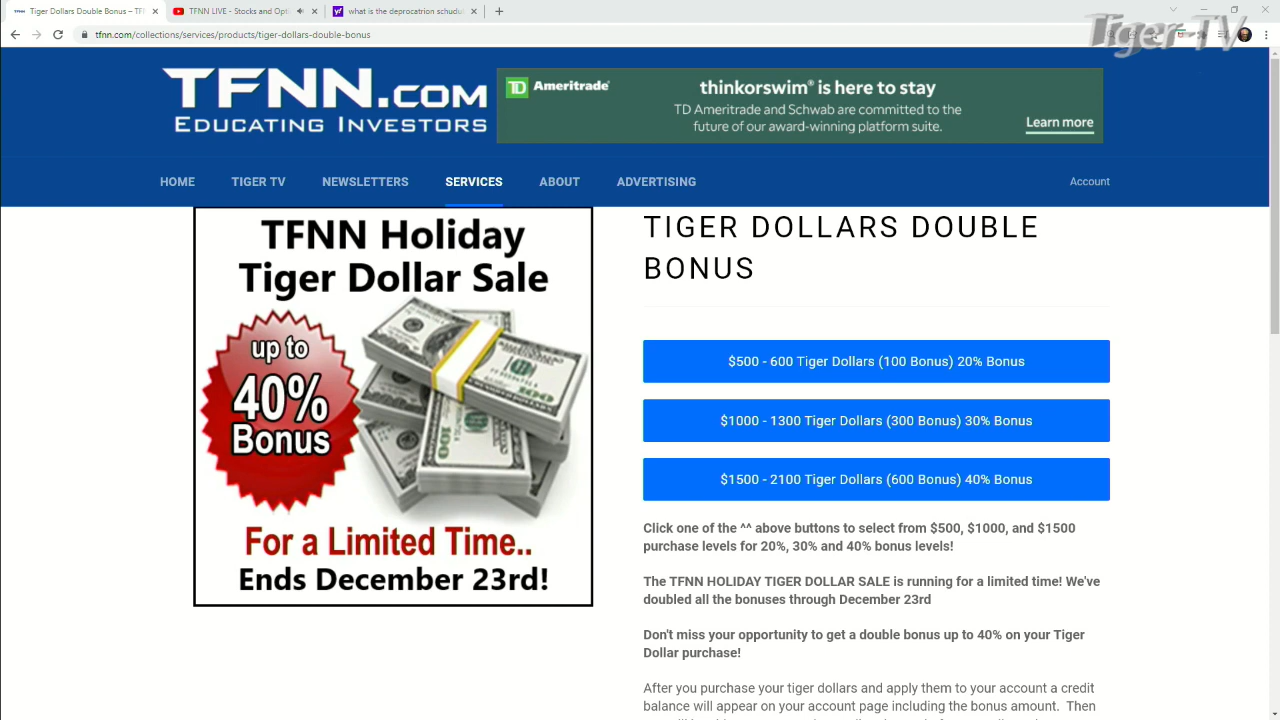 Tiger Dollars Double Bonus – TF
TFNN LIVE - Stocks and Opti
what is the deprocation schedul
Tiger TV
tfnn.com/collections/services/products/tiger-dollars-double-bonus
TFNN.COM
EDUCATING INVESTORS
TD Ameritrade
thinkorswim® is here to stay
TD Ameritrade and Schwab are committed to the
future of our award-winning platform suite.
Learn more
HOME TIGER TV NEWSLETTERS SERVICES ABOUT ADVERTISING Account
TFNN Holiday
Tiger Dollar Sale
up to
40%
Bonus
For a Limited Time..
Ends December 23rd!
TIGER DOLLARS DOUBLE
BONUS
$500 - 600 Tiger Dollars (100 Bonus) 20% Bonus
$1000 - 1300 Tiger Dollars (300 Bonus) 30% Bonus
$1500 - 2100 Tiger Dollars (600 Bonus) 40% Bonus
Click one of the ^^ above buttons to select from $500, $1000, and $1500
purchase levels for 20%, 30% and 40% bonus levels!
The TFNN HOLIDAY TIGER DOLLAR SALE is running for a limited time! We've
doubled all the bonuses through December 23rd
Don't miss your opportunity to get a double bonus up to 40% on your Tiger
Dollar purchase!
After you purchase your tiger dollars and apply them to your account a credit
balance will appear on your account page including the bonus amount. Then